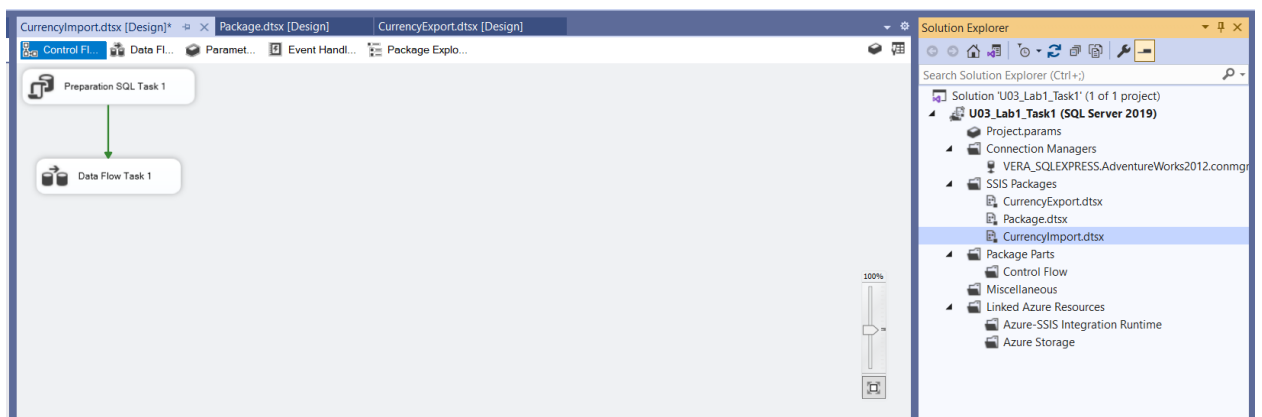 CurrencyImport.dtsx [Design]* Package.dtsx [Design] CurrencyExport.dtsx [Design]
Control Fl... Data Fl... Paramet... Event Handl... Package Explo...
Preparation SQL Task 1
Data Flow Task 1
100%
Solution Explorer
Search Solution Explorer (Ctrl+;)
Solution 'U03_Lab1_Task1' (1 of 1 project)
U03_Lab1_Task1 (SQL Server 2019)
Project.params
Connection Managers
VERA_SQLEXPRESS.AdventureWorks2012.conmgr
SSIS Packages
CurrencyExport.dtsx
Package.dtsx
CurrencyImport.dtsx
Package Parts
Control Flow
Miscellaneous
Linked Azure Resources
Azure-SSIS Integration Runtime
Azure Storage